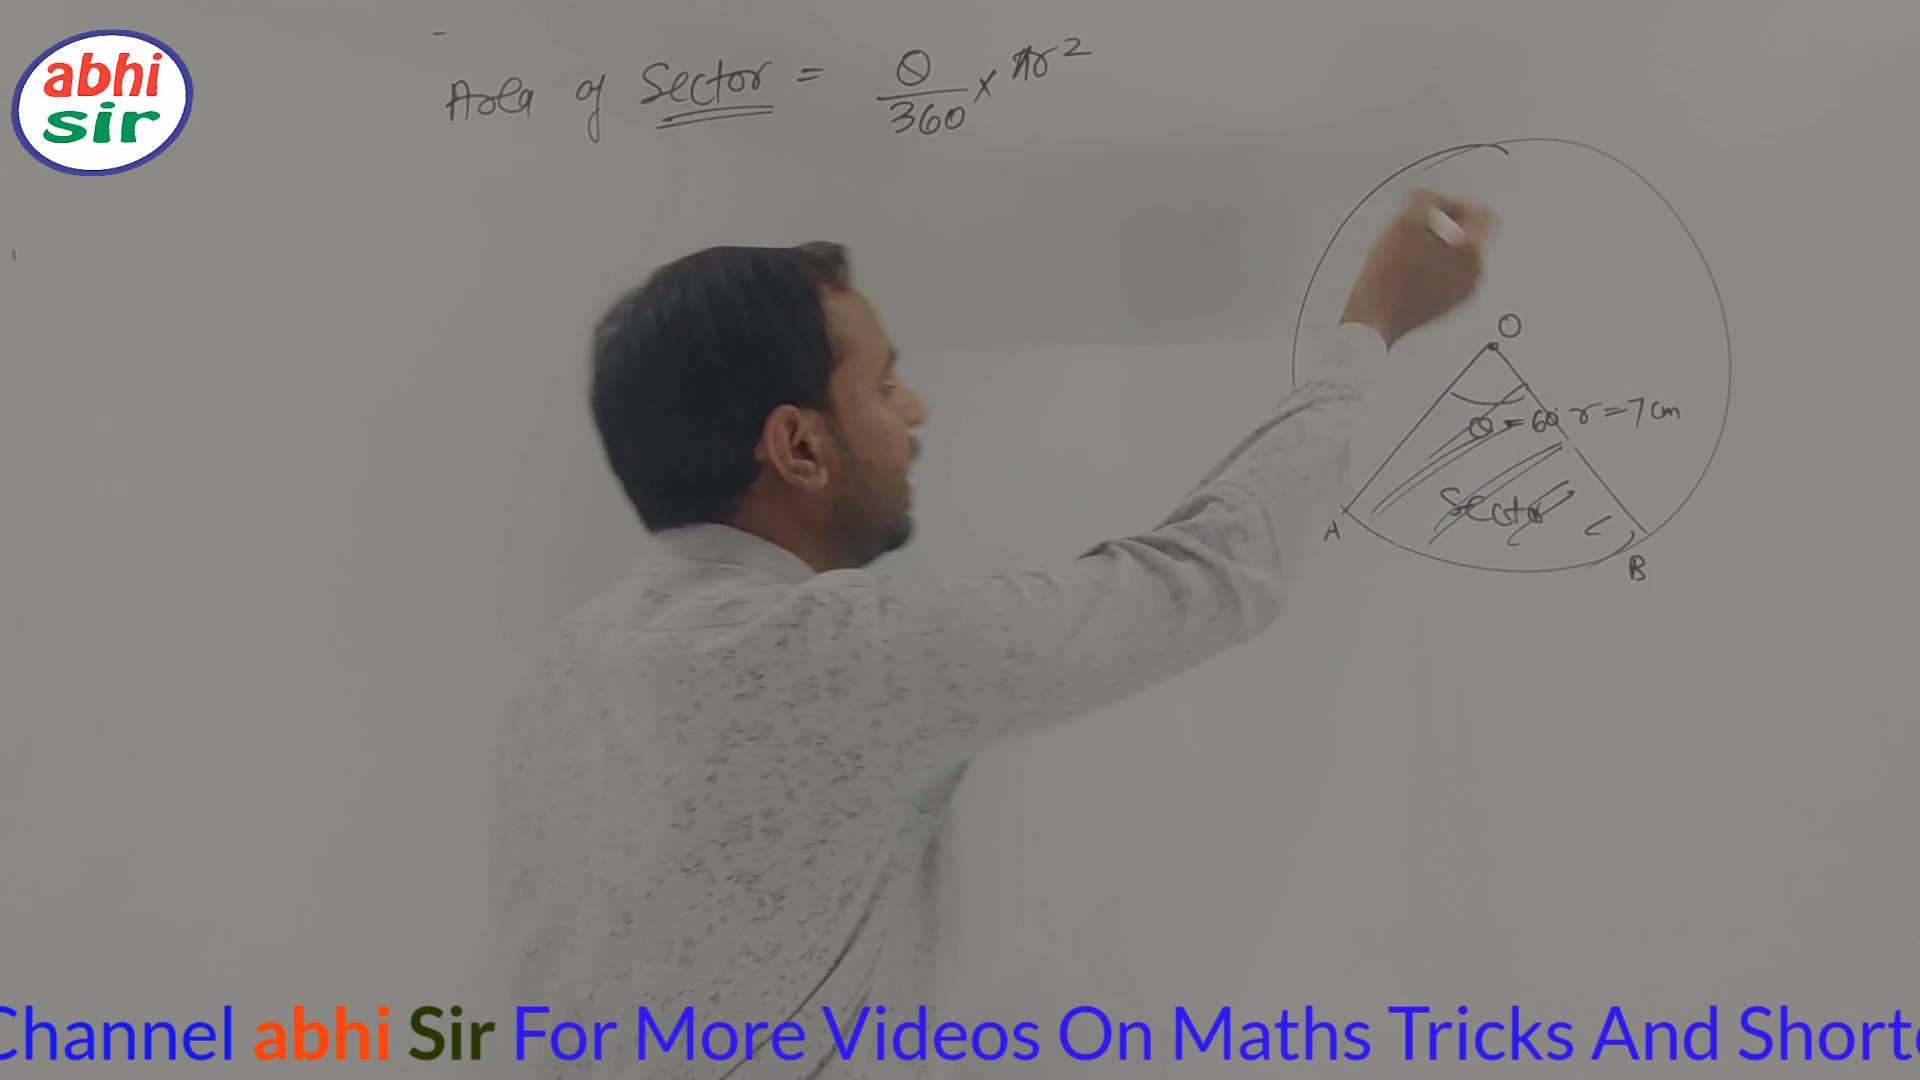 abhi
sir
Area of Sector = θ/360 × πr²
O
θ = 60° r = 7 cm
Sector
A
B
Channel abhi Sir For More Videos On Maths Tricks And Shortc